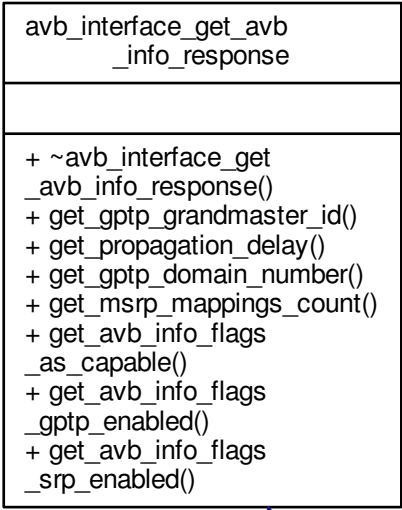 avb_interface_get_avb
_info_response
+ ~avb_interface_get
_avb_info_response()
+ get_gptp_grandmaster_id()
+ get_propagation_delay()
+ get_gptp_domain_number()
+ get_msrp_mappings_count()
+ get_avb_info_flags
_as_capable()
+ get_avb_info_flags
_gptp_enabled()
+ get_avb_info_flags
_srp_enabled()